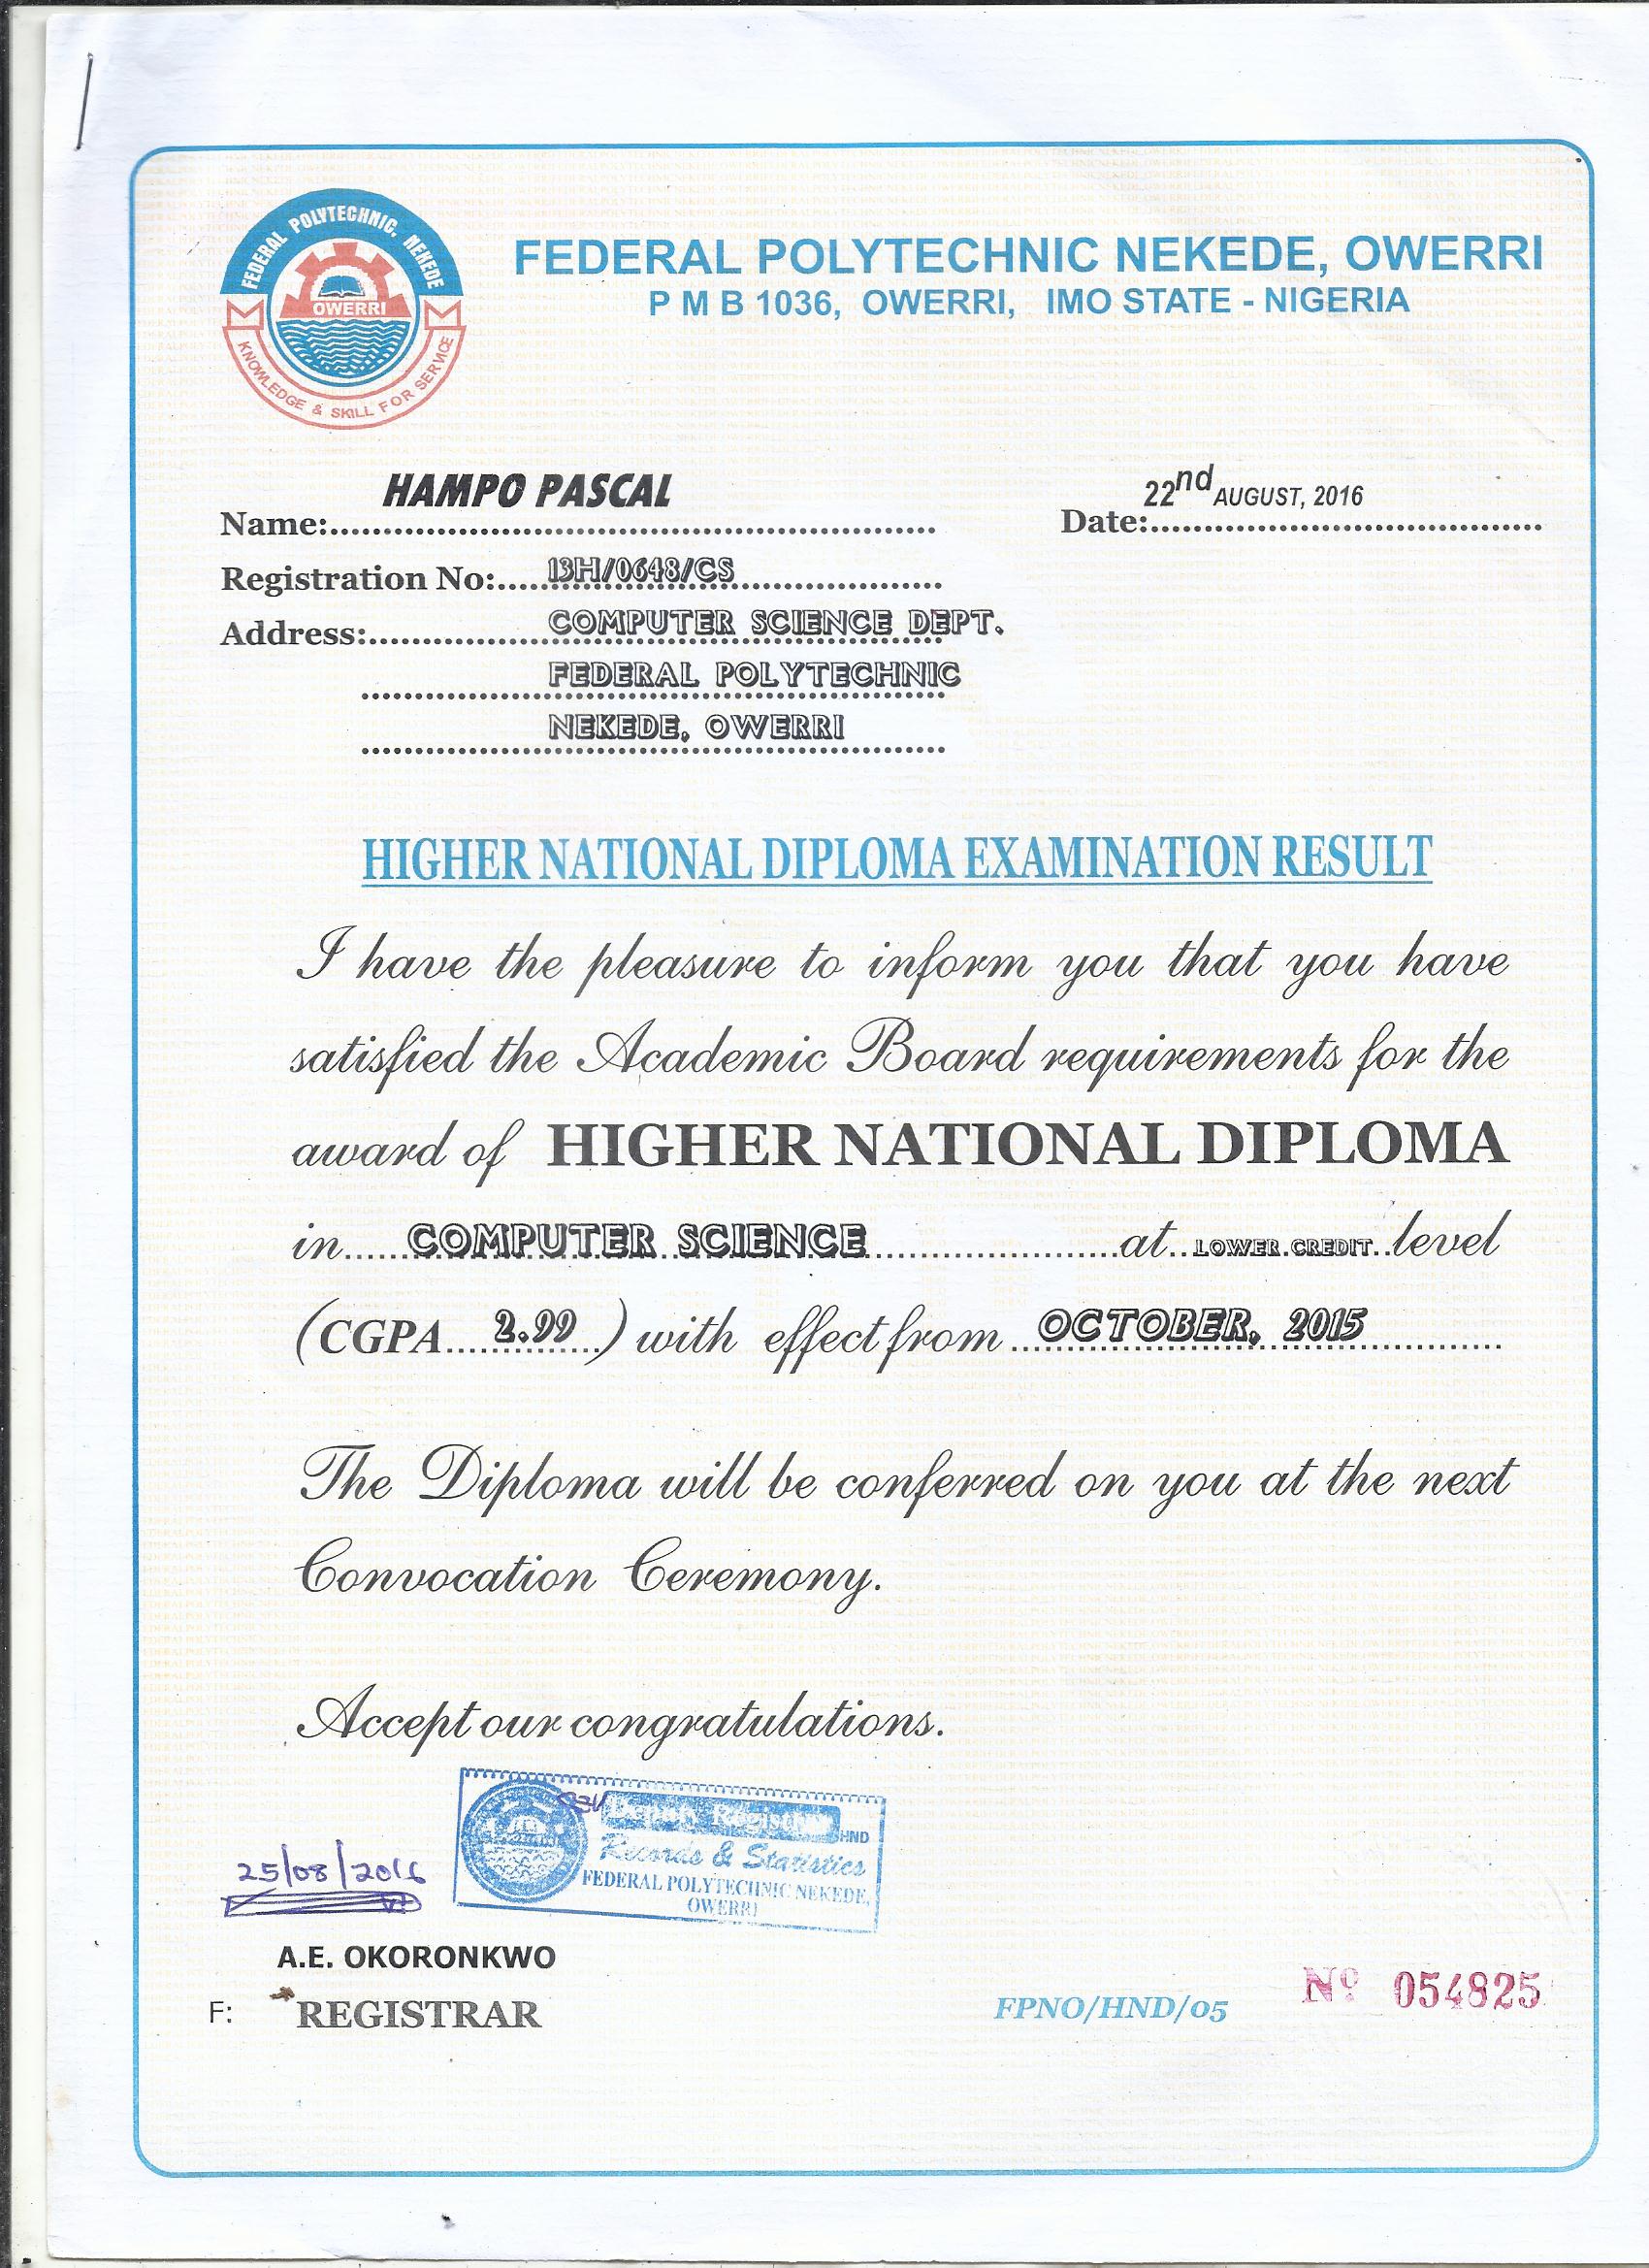 FEDERAL POLYTECHNIC, NEKEDE
OWERRI
KNOWLEDGE & SKILL FOR SERVICE
FEDERAL POLYTECHNIC NEKEDE, OWERRI
P M B 1036, OWERRI, IMO STATE - NIGERIA
Name: HAMPO PASCAL
Date: 22nd AUGUST, 2016
Registration No: 13H/0648/CS
Address: COMPUTER SCIENCE DEPT.
FEDERAL POLYTECHNIC
NEKEDE, OWERRI
HIGHER NATIONAL DIPLOMA EXAMINATION RESULT
I have the pleasure to inform you that you have
satisfied the Academic Board requirements for the
award of HIGHER NATIONAL DIPLOMA
in COMPUTER SCIENCE at LOWER CREDIT level
(CGPA 2.99) with effect from OCTOBER, 2015
The Diploma will be conferred on you at the next
Convocation Ceremony.
Accept our congratulations.
Deputy Registrar HND
Records & Statistics
FEDERAL POLYTECHNIC NEKEDE,
OWERRI
25/08/2016
A.E. OKORONKWO
F: REGISTRAR
FPNO/HND/05
Nº 054825